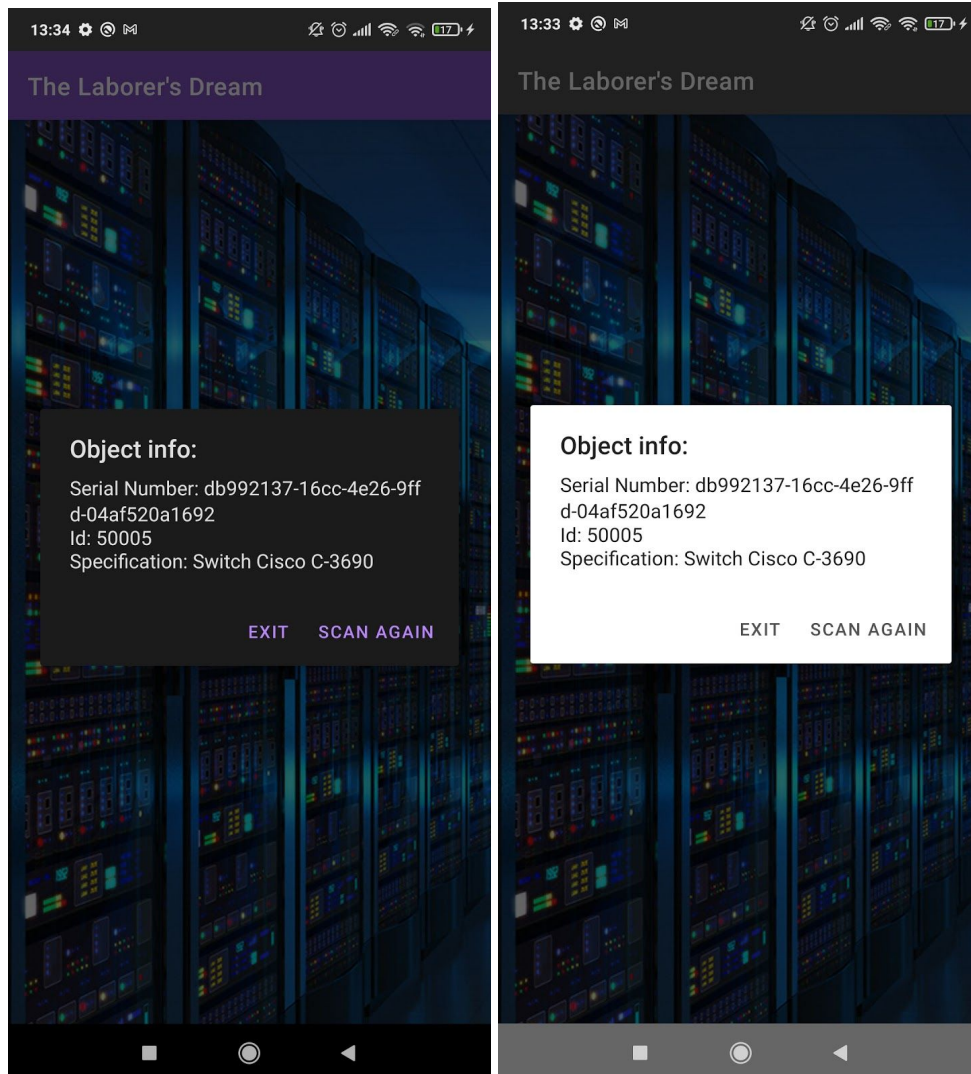 13:34
17
The Laborer's Dream
Object info:
Serial Number: db992137-16cc-4e26-9ff
d-04af520a1692
Id: 50005
Specification: Switch Cisco C-3690
EXIT SCAN AGAIN
13:33
17
The Laborer's Dream
Object info:
Serial Number: db992137-16cc-4e26-9ff
d-04af520a1692
Id: 50005
Specification: Switch Cisco C-3690
EXIT SCAN AGAIN